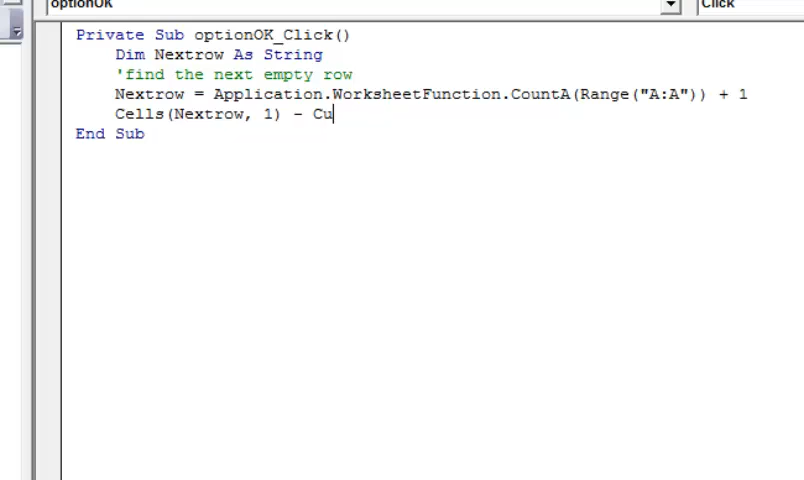 optionOK Click
Private Sub optionOK_Click()
Dim Nextrow As String
'find the next empty row
Nextrow = Application.WorksheetFunction.CountA(Range("A:A")) + 1
Cells(Nextrow, 1) - Cu
End Sub